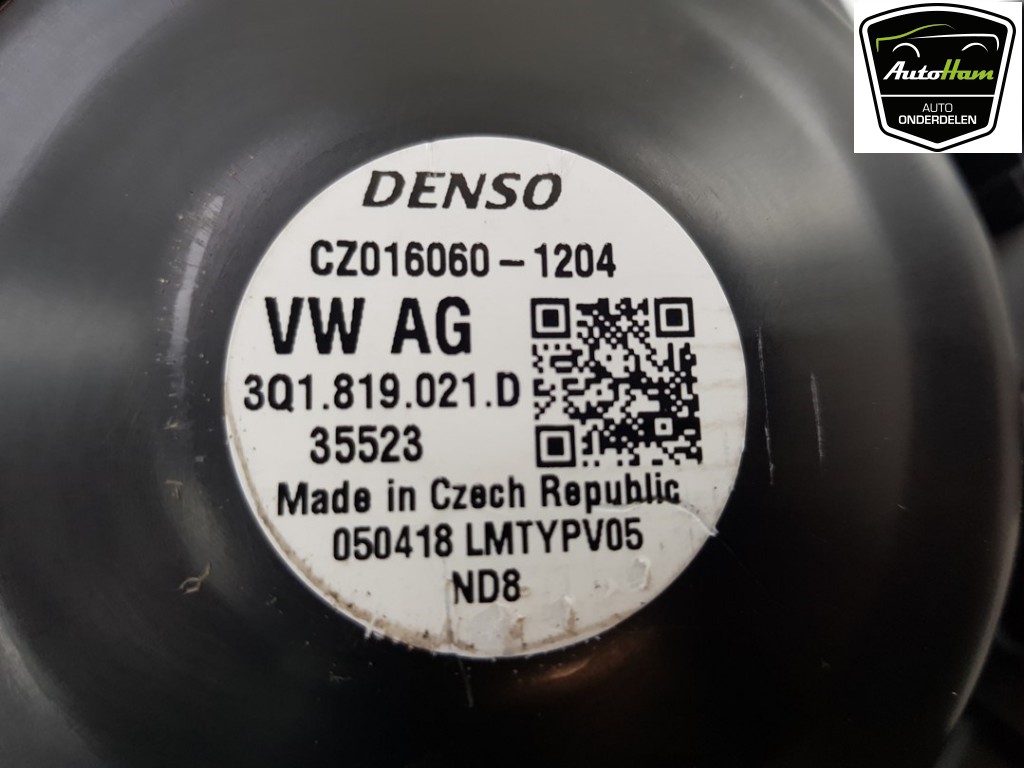 AutoHam
AUTO
ONDERDELEN
DENSO
CZ016060-1204
VW AG
3Q1.819.021.D
35523
Made in Czech Republic
050418 LMTYPV05
ND8